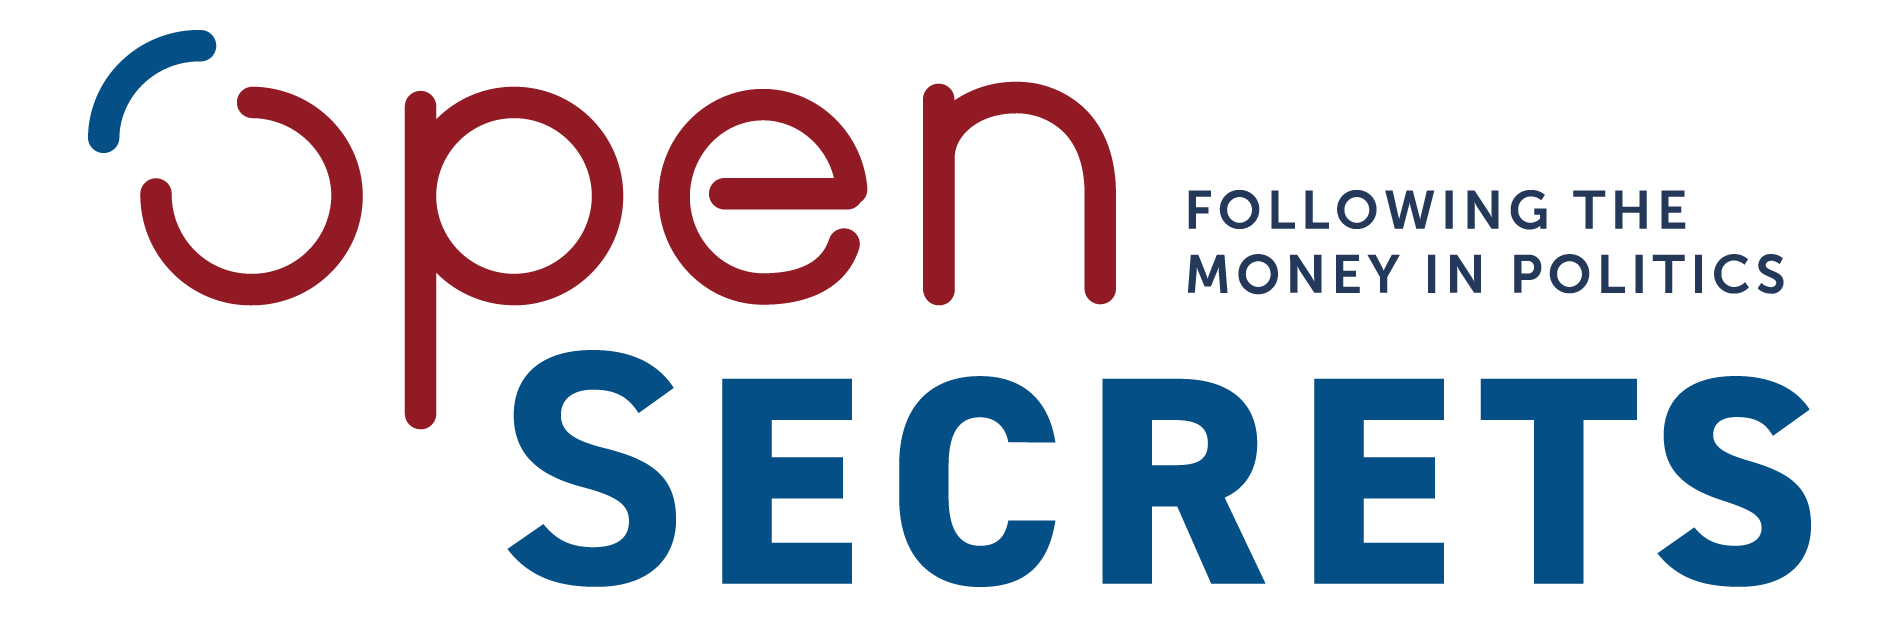 open
FOLLOWING THE
MONEY IN POLITICS
SECRETS